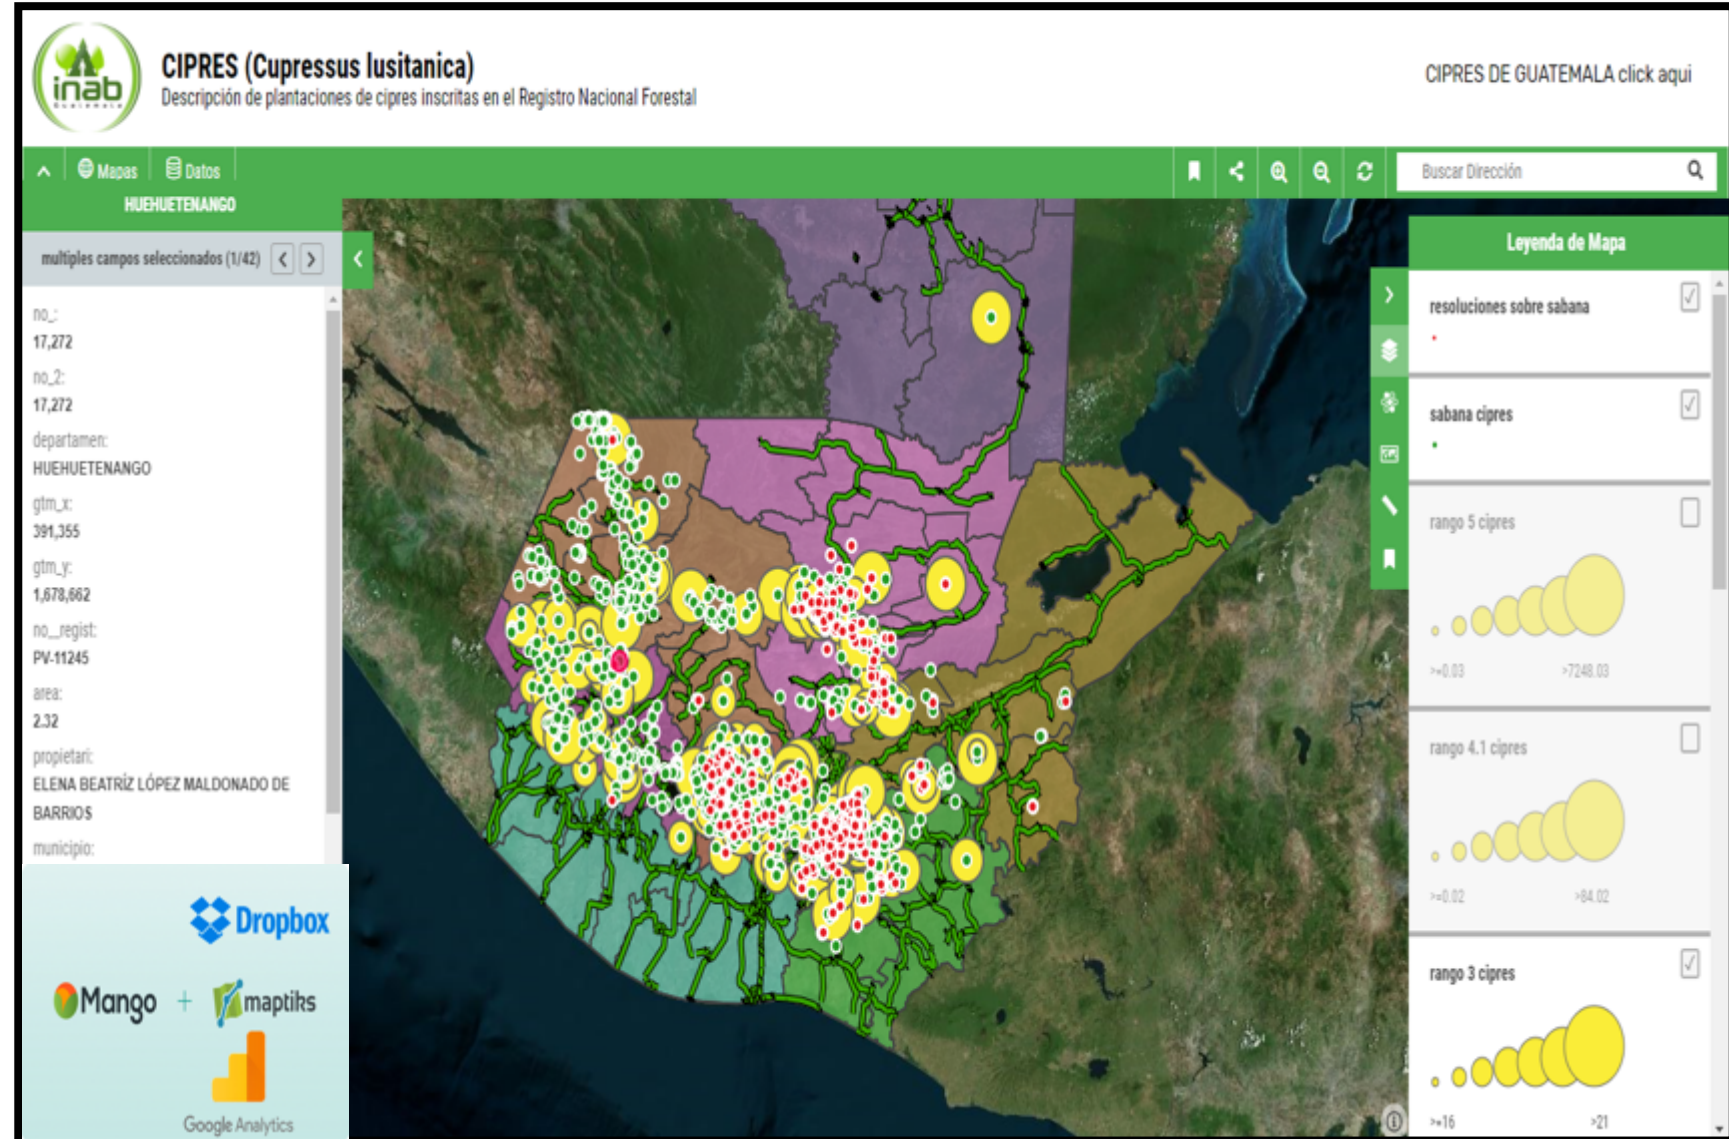 inab
Guatemala
CIPRES (Cupressus lusitanica)
Descripción de plantaciones de cipres inscritas en el Registro Nacional Forestal
CIPRES DE GUATEMALA click aqui
Mapas
Datos
Buscar Dirección
HUEHUETENANGO
multiples campos seleccionados (1/42)
no_:
17,272
no_2:
17,272
departamen:
HUEHUETENANGO
gtm_x:
391,355
gtm_y:
1,678,662
no__regist:
PV-11245
area:
2.32
propietari:
ELENA BEATRÍZ LÓPEZ MALDONADO DE
BARRIOS
municipio:
Dropbox
Mango + maptiks
Google Analytics
Leyenda de Mapa
resoluciones sobre sabana
sabana cipres
rango 5 cipres
>=0.03 >7248.03
rango 4.1 cipres
>=0.02 >84.02
rango 3 cipres
>=16 >21